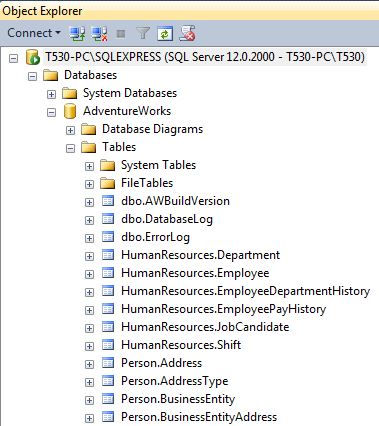 Object Explorer
Connect
T530-PC\SQLEXPRESS (SQL Server 12.0.2000 - T530-PC\T530)
Databases
System Databases
AdventureWorks
Database Diagrams
Tables
System Tables
FileTables
dbo.AWBuildVersion
dbo.DatabaseLog
dbo.ErrorLog
HumanResources.Department
HumanResources.Employee
HumanResources.EmployeeDepartmentHistory
HumanResources.EmployeePayHistory
HumanResources.JobCandidate
HumanResources.Shift
Person.Address
Person.AddressType
Person.BusinessEntity
Person.BusinessEntityAddress